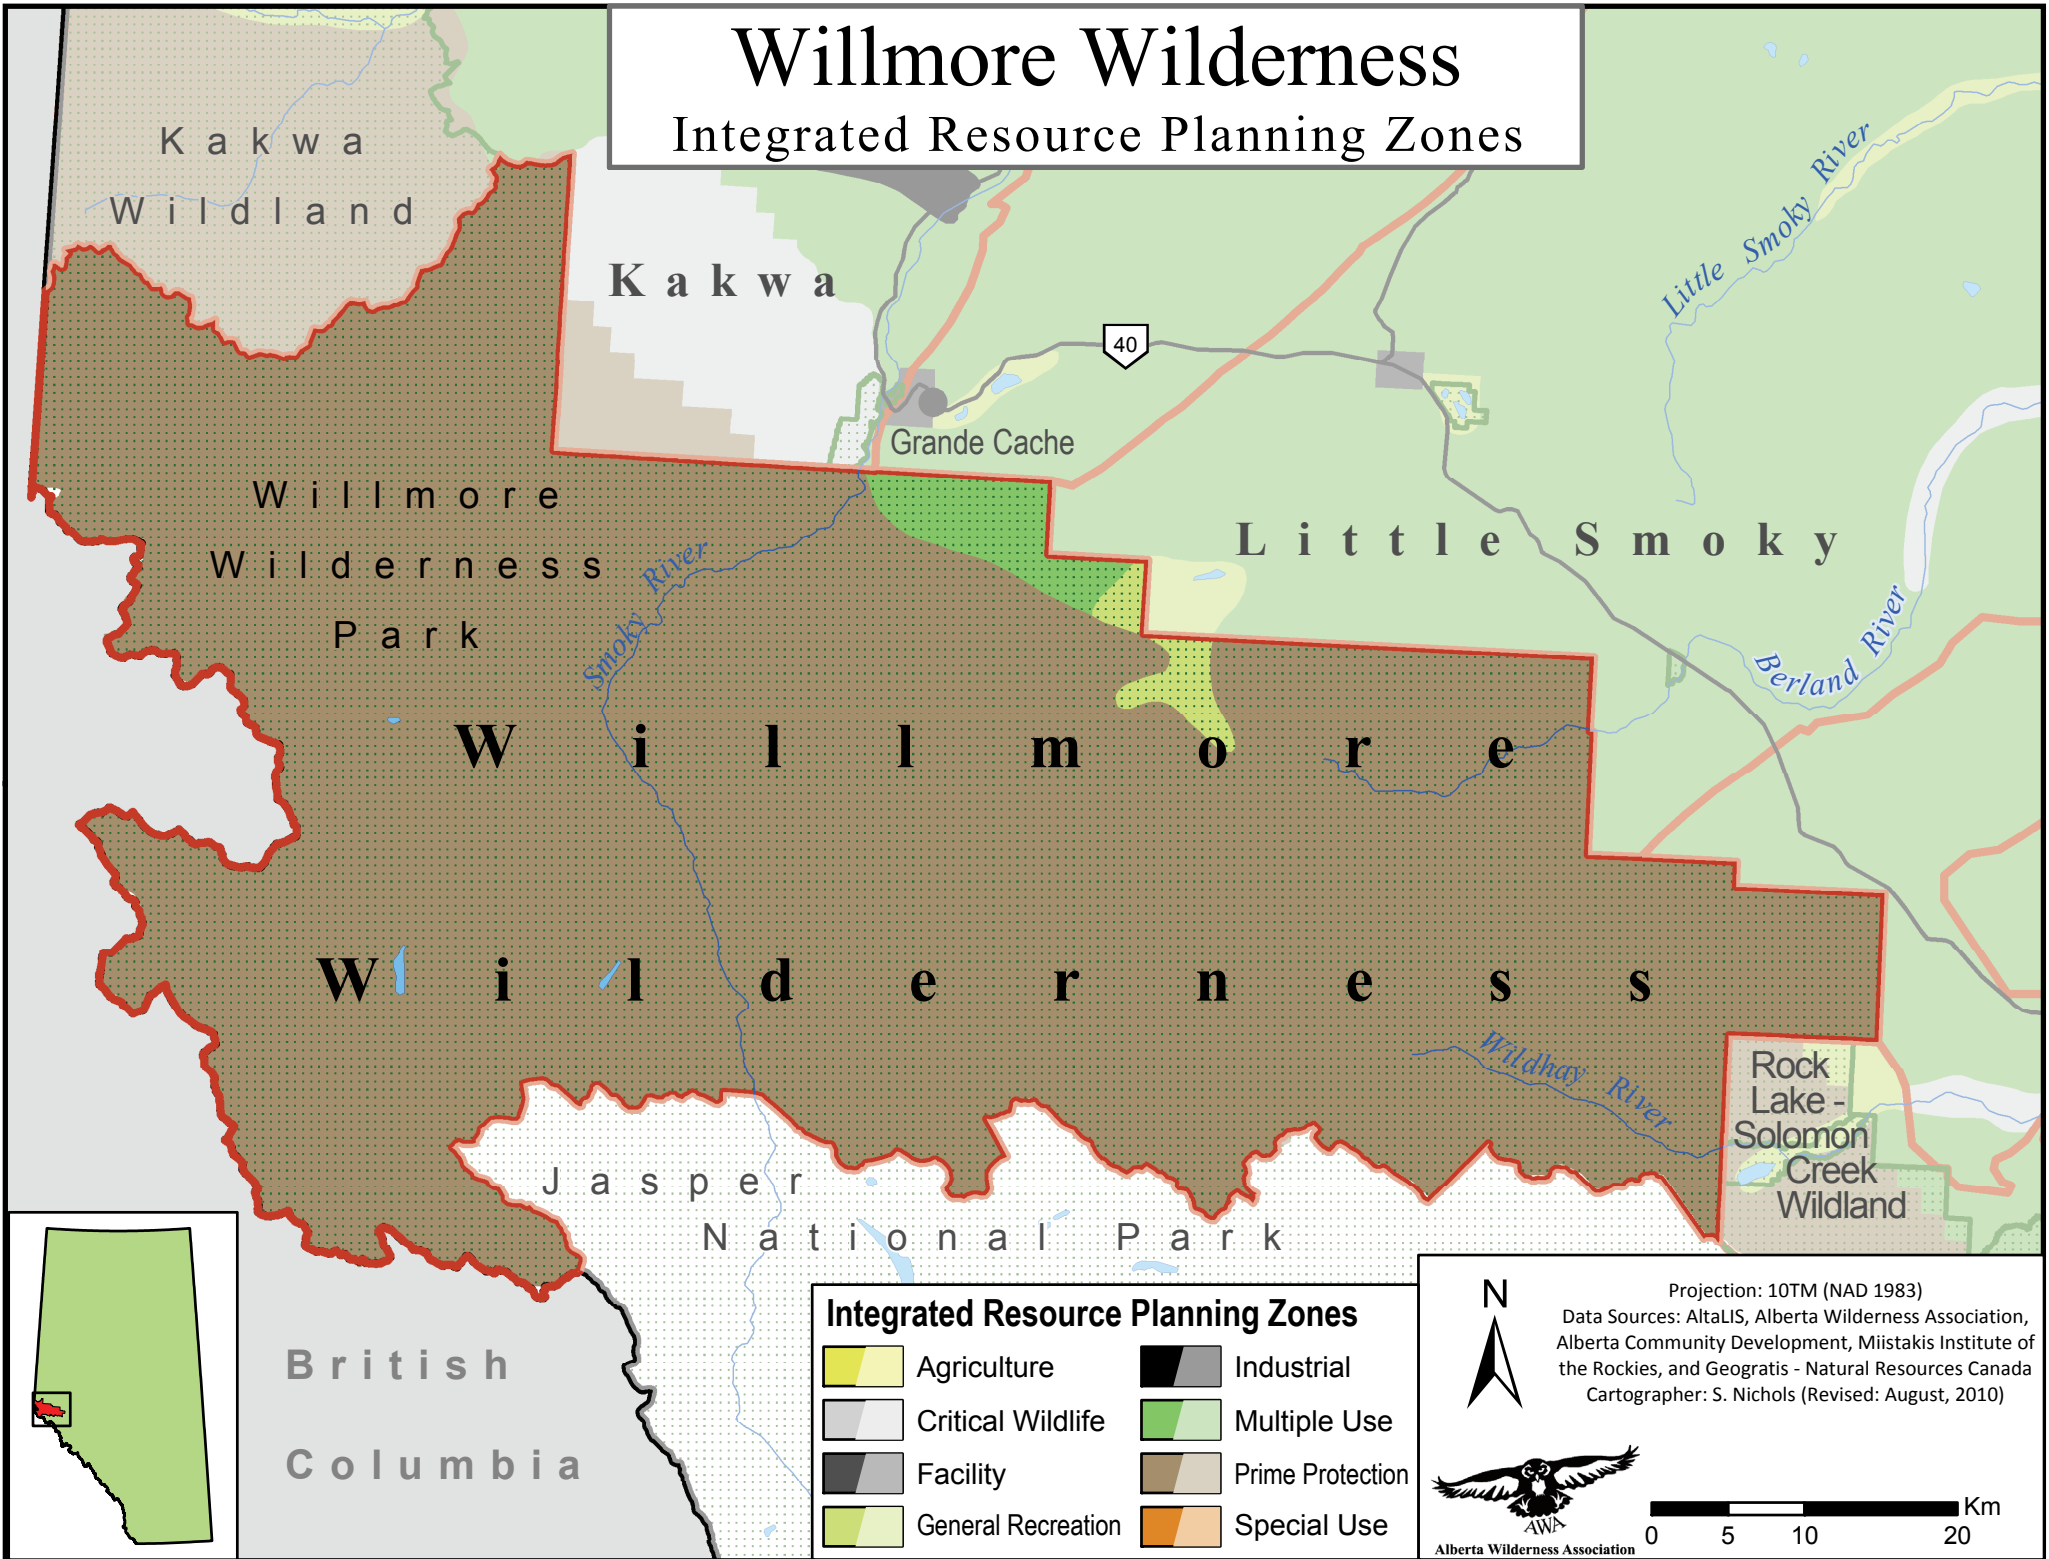 Willmore Wilderness
Integrated Resource Planning Zones
Kakwa
Wildland
Kakwa
Little Smoky River
40
Grande Cache
Willmore
Wilderness
Park
Smoky River
Little Smoky
Berland River
Willmore
Wilderness
Wildhay River
Rock
Lake -
Solomon
Creek
Wildland
Jasper
National Park
British
Columbia
Integrated Resource Planning Zones
Agriculture
Industrial
Critical Wildlife
Multiple Use
Facility
Prime Protection
General Recreation
Special Use
N
Projection: 10TM (NAD 1983)
Data Sources: AltaLIS, Alberta Wilderness Association,
Alberta Community Development, Miistakis Institute of
the Rockies, and Geogratis - Natural Resources Canada
Cartographer: S. Nichols (Revised: August, 2010)
AWA
Alberta Wilderness Association
Km
0 5 10 20